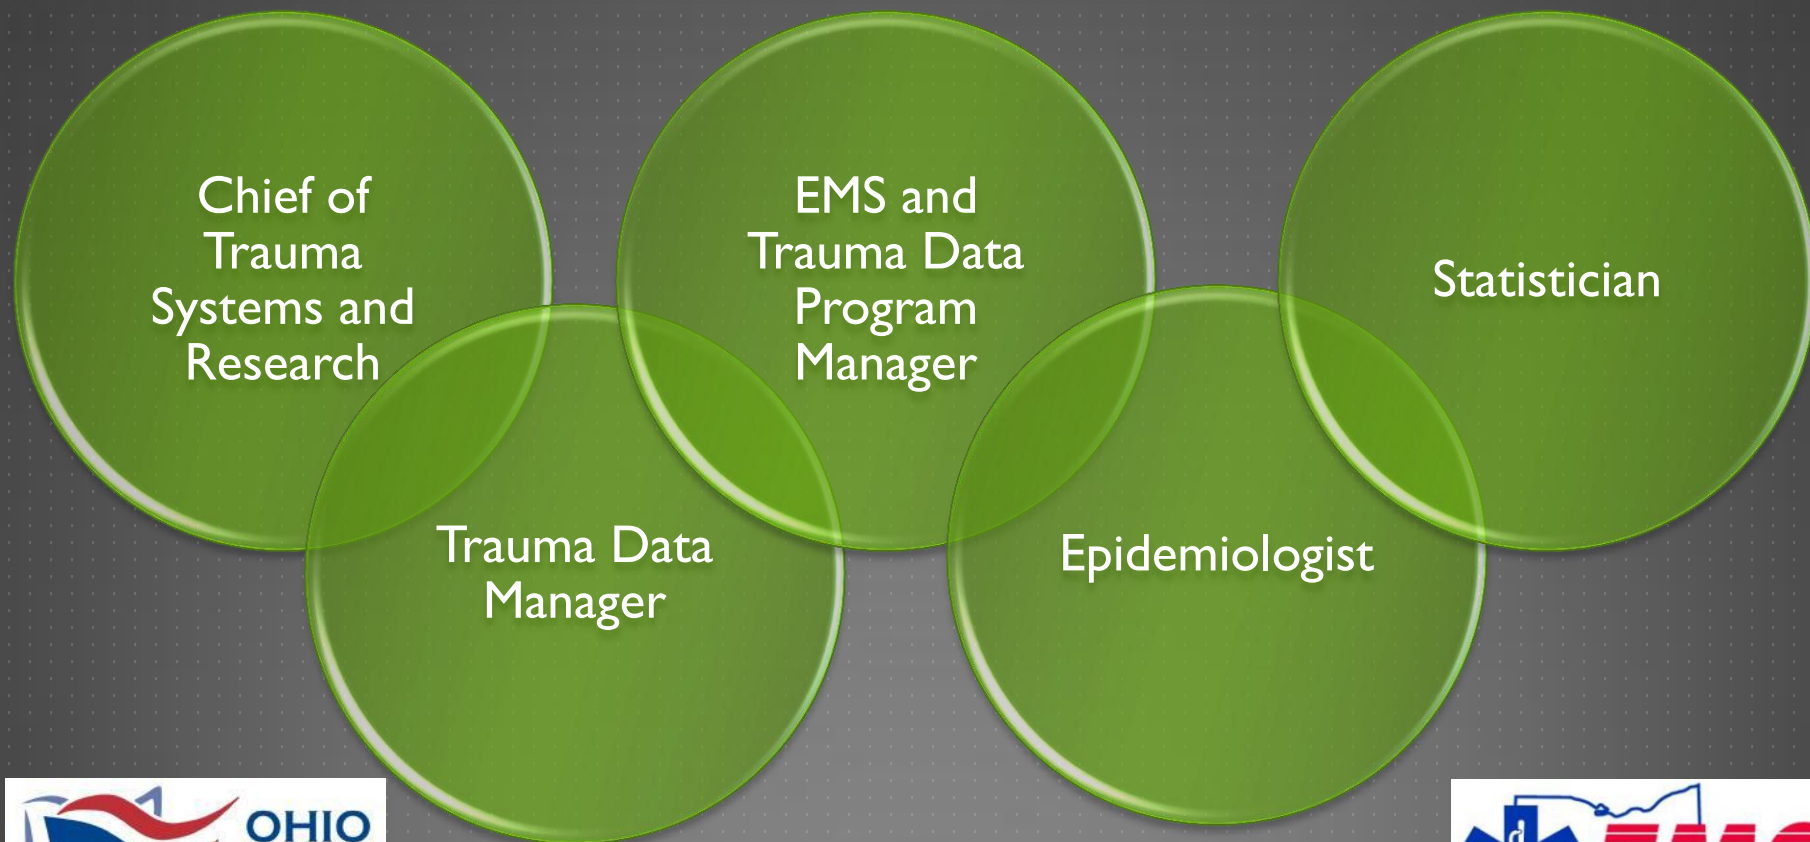 Chief of
Trauma
Systems and
Research
EMS and
Trauma Data
Program
Manager
Statistician
Trauma Data
Manager
Epidemiologist
OHIO